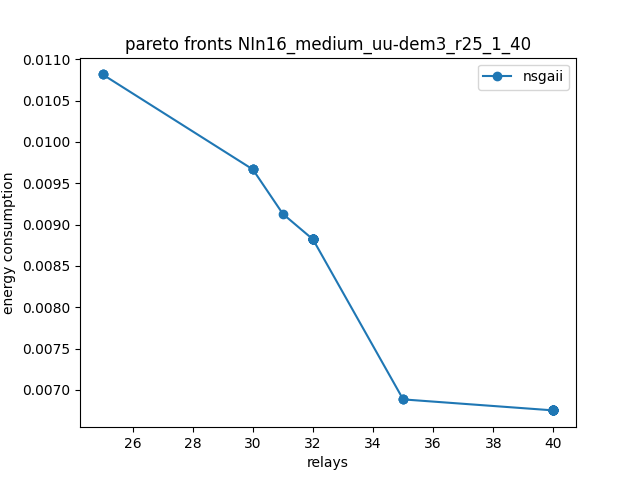 pareto fronts NIn16_medium_uu-dem3_r25_1_40
nsgaii
energy consumption
0.0110
0.0105
0.0100
0.0095
0.0090
0.0085
0.0080
0.0075
0.0070
26 28 30 32 34 36 38 40
relays